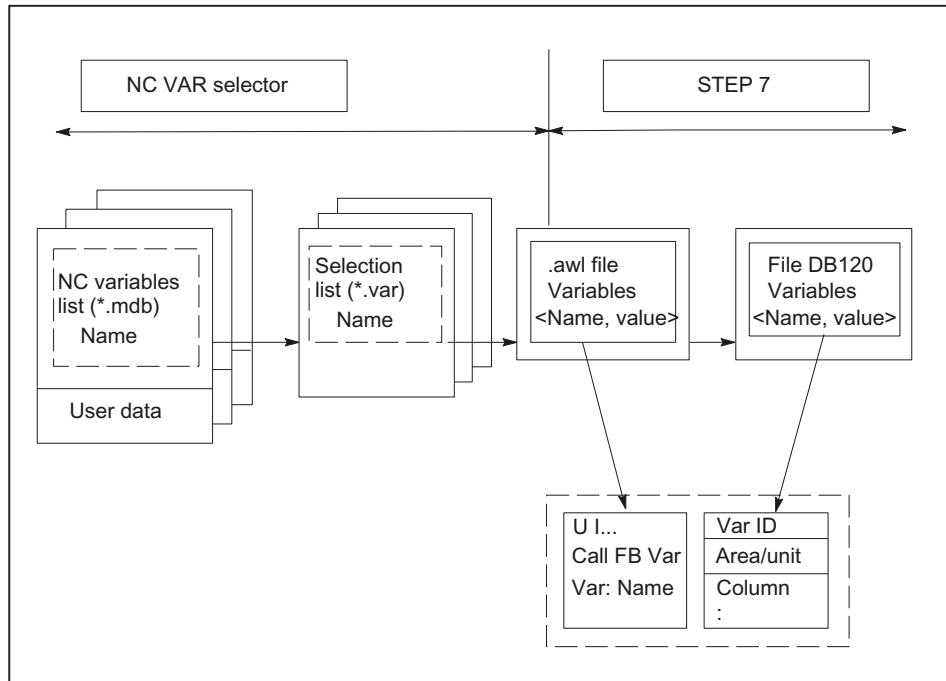 NC VAR selector
STEP 7
NC variables
list (*.mdb)
Name
User data
Selection
list (*.var)
Name
.awl file
Variables
<Name, value>
File DB120
Variables
<Name, value>
U I...
Call FB Var
Var: Name
Var ID
Area/unit
Column
: